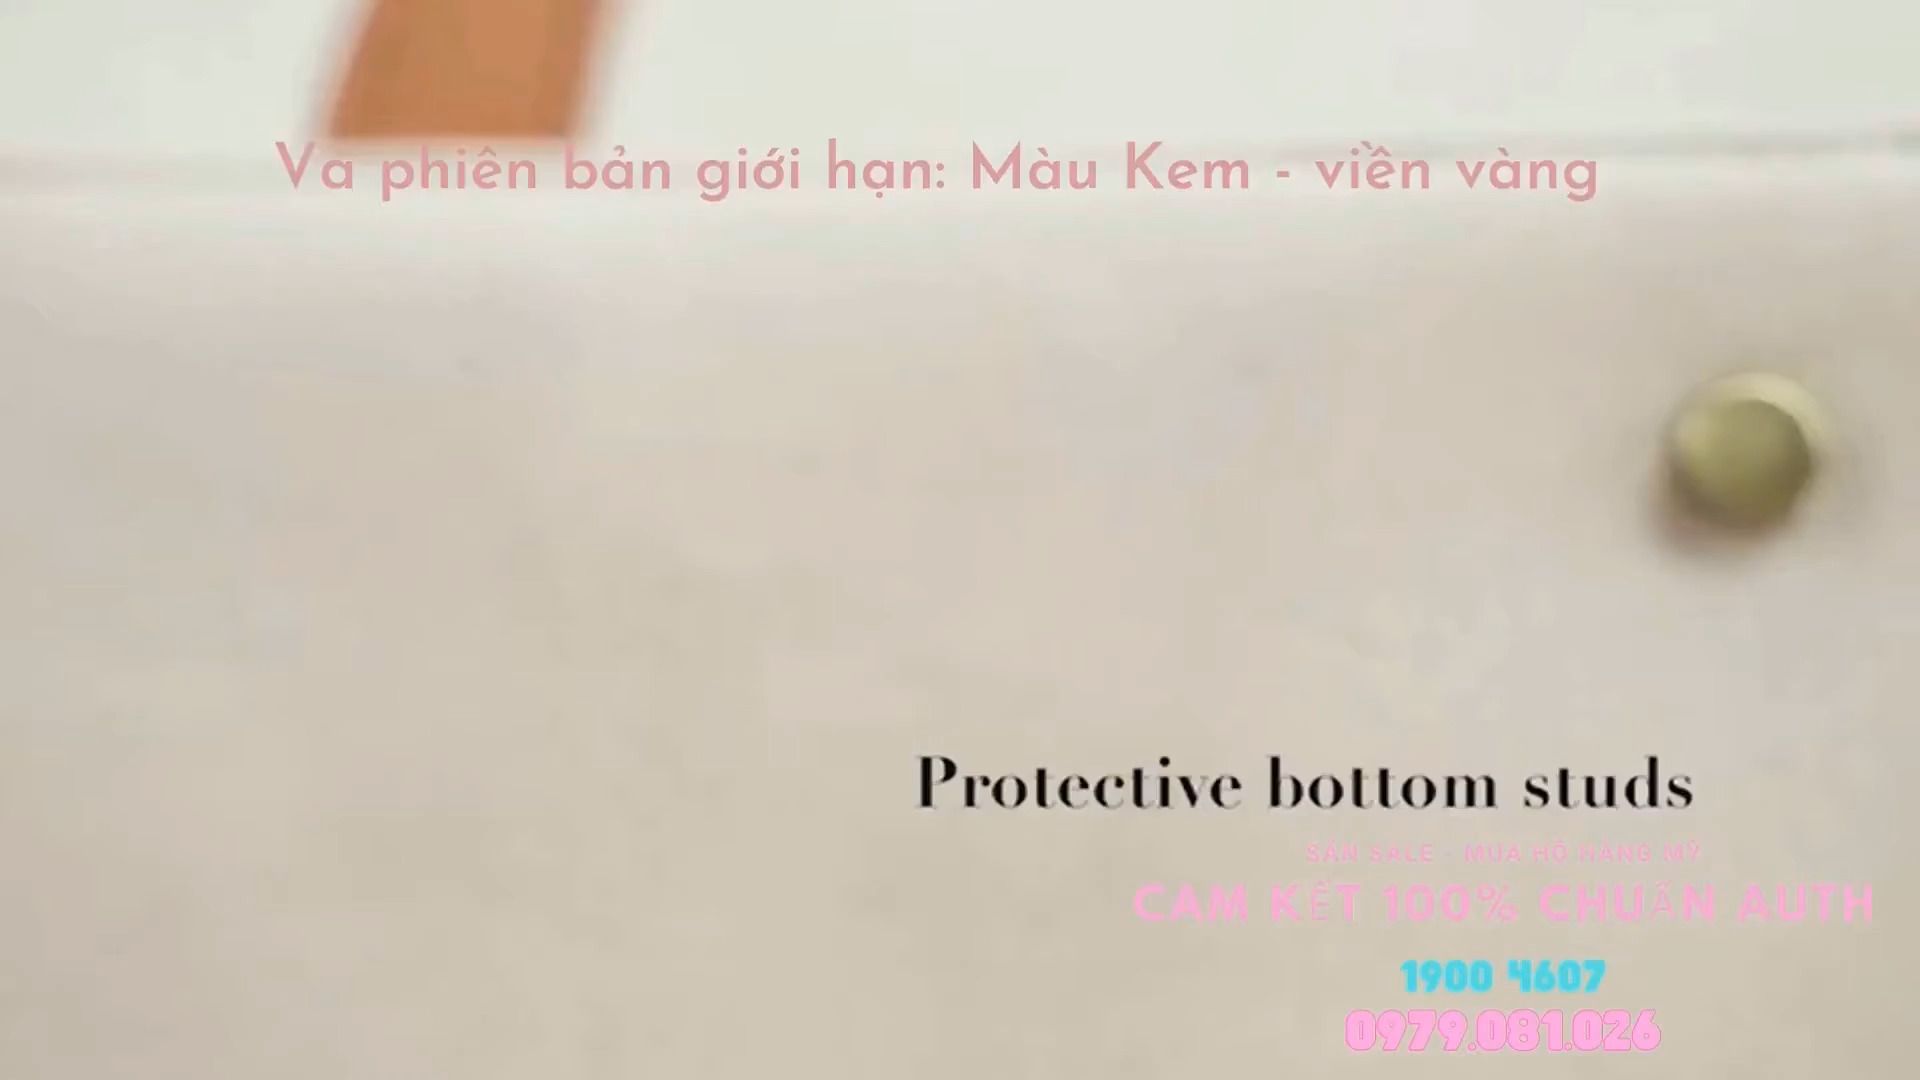 Va phiên bản giới hạn: Màu Kem - viền vàng
Protective bottom studs
SĂN SALE - MUA HỘ HÀNG MỸ
CAM KẾT 100% CHUẨN AUTH
1900 4607
0979.081.026